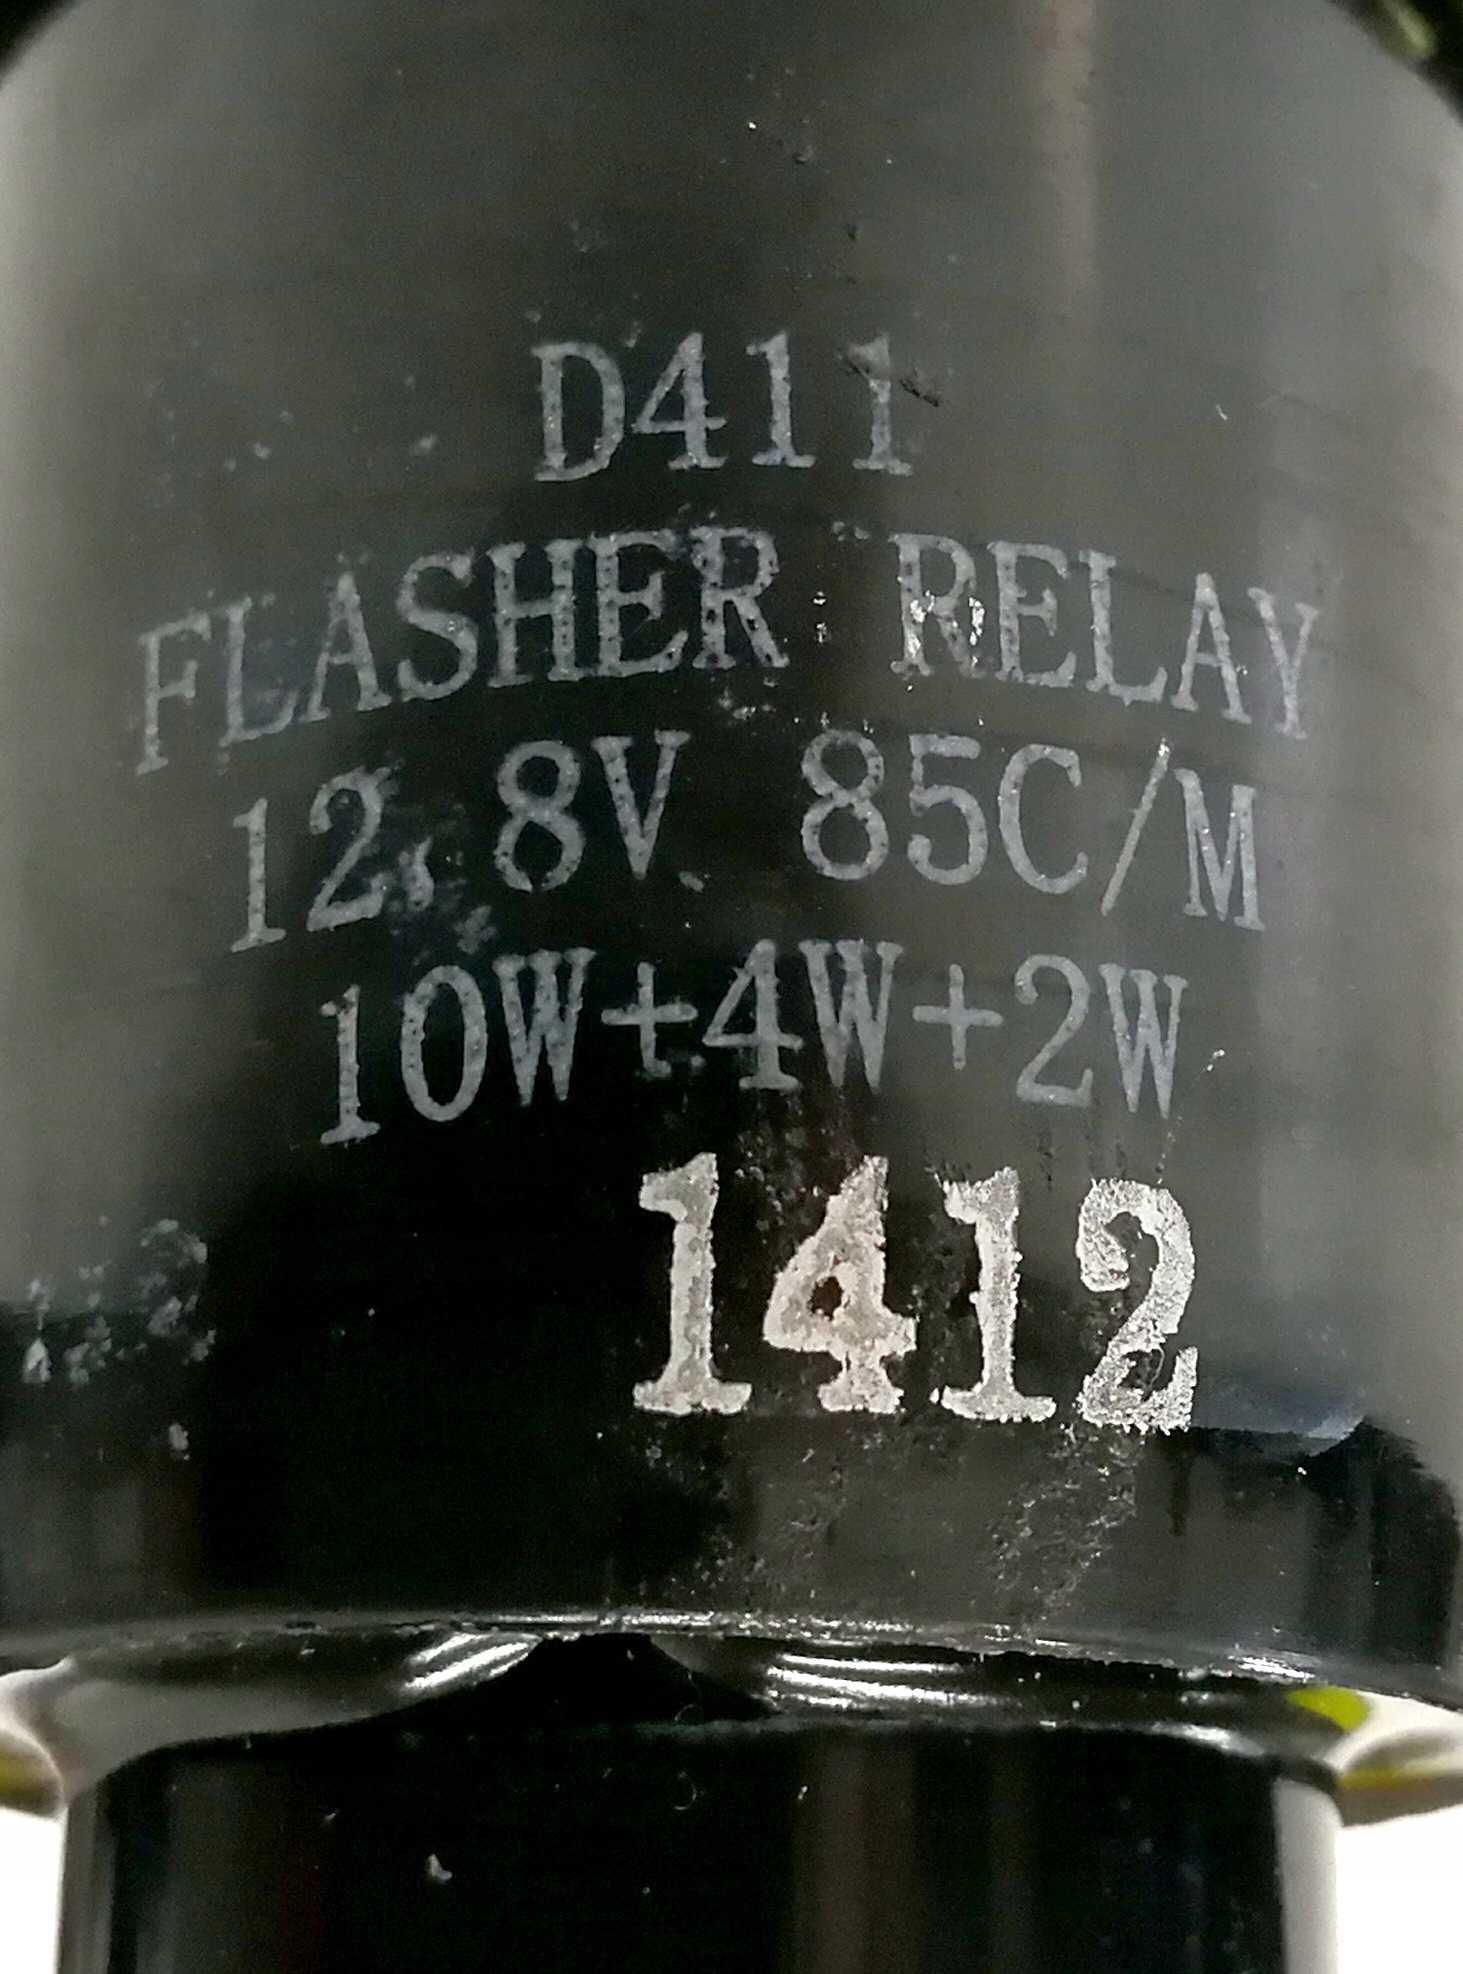 D411
FLASHER RELAY
12.8V 85C/M
10W+4W+2W
1412